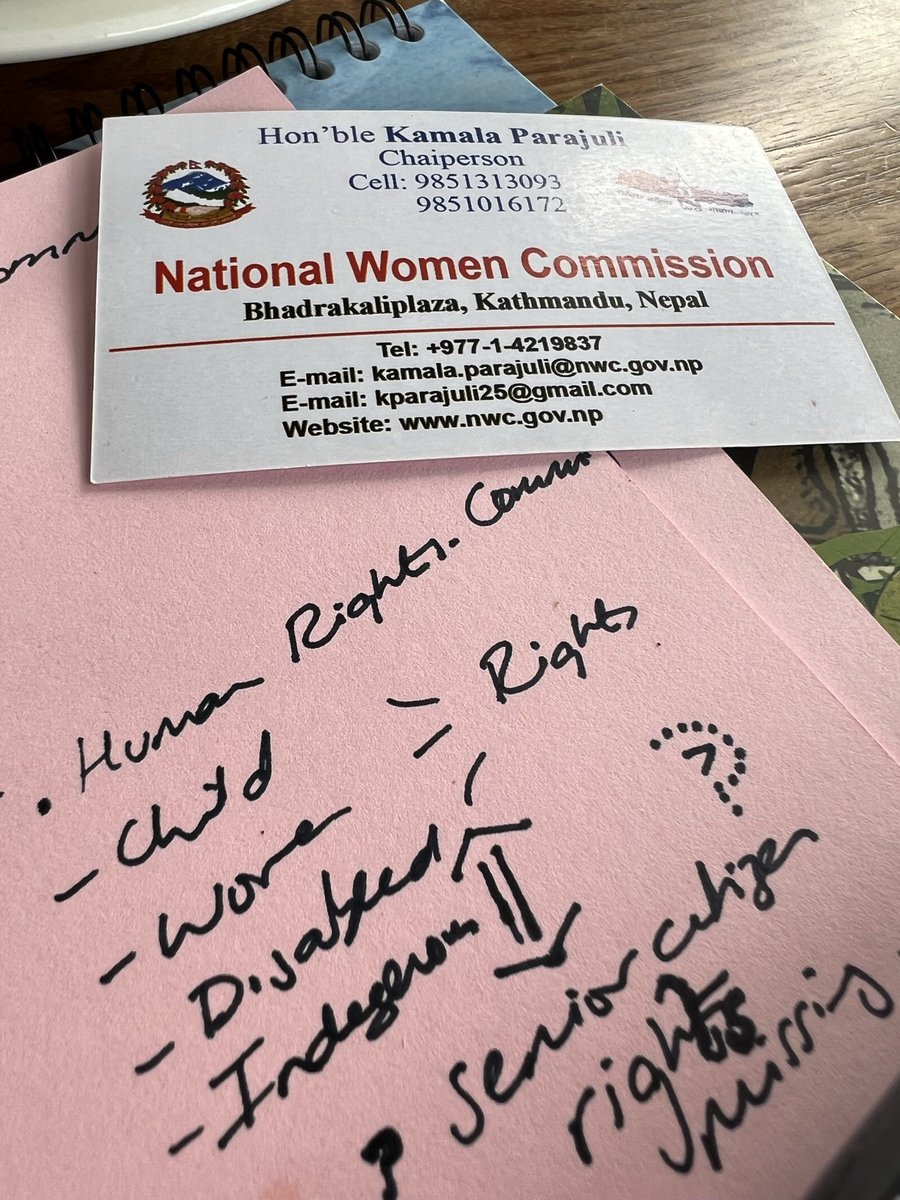 Hon'ble Kamala Parajuli
Chaiperson
Cell: 9851313093
9851016172
National Women Commission
Bhadrakaliplaza, Kathmandu, Nepal
Tel: +977-1-4219837
E-mail: kamala.parajuli@nwc.gov.np
E-mail: kparajuli25@gmail.com
Website: www.nwc.gov.np
. Human Rights. Comm
- Child
Rights
- Women
- Disabled
- Indegenous
?
? Senior citizen
rights
missing